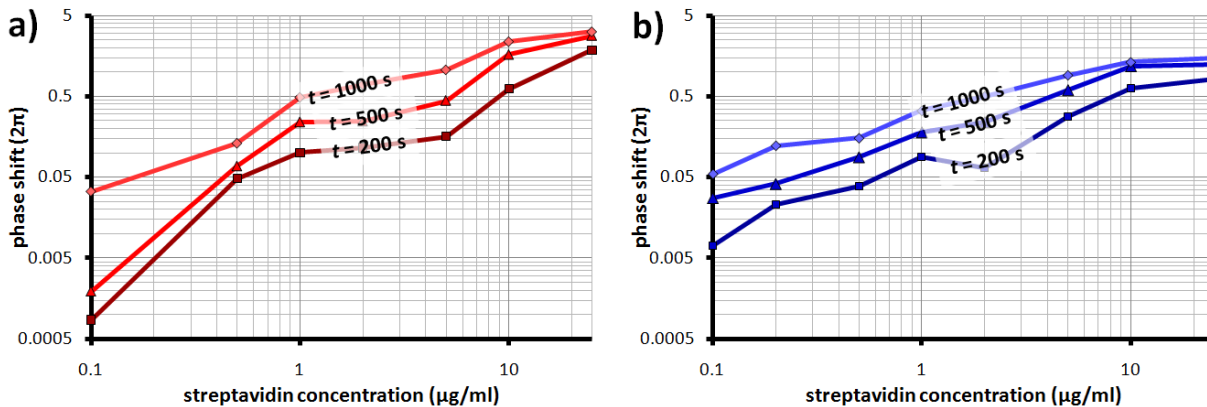 a)
5
0.5
0.05
0.005
0.0005
phase shift (2π)
t = 1000 s
t = 500 s
t = 200 s
0.1
1
10
streptavidin concentration (µg/ml)
b)
5
0.5
0.05
0.005
0.0005
phase shift (2π)
t = 1000 s
t = 500 s
t = 200 s
0.1
1
10
streptavidin concentration (µg/ml)